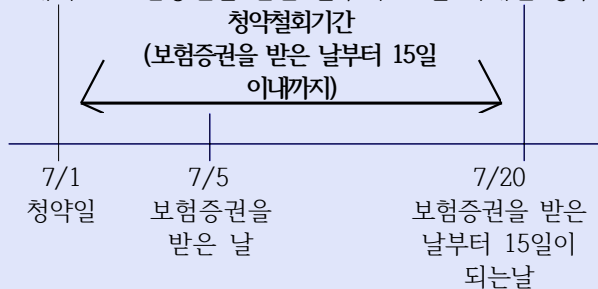 청약철회기간
(보험증권을 받은 날부터 15일
이내까지)
7/1
청약일
7/5
보험증권을
받은 날
7/20
보험증권을 받은
날부터 15일이
되는날